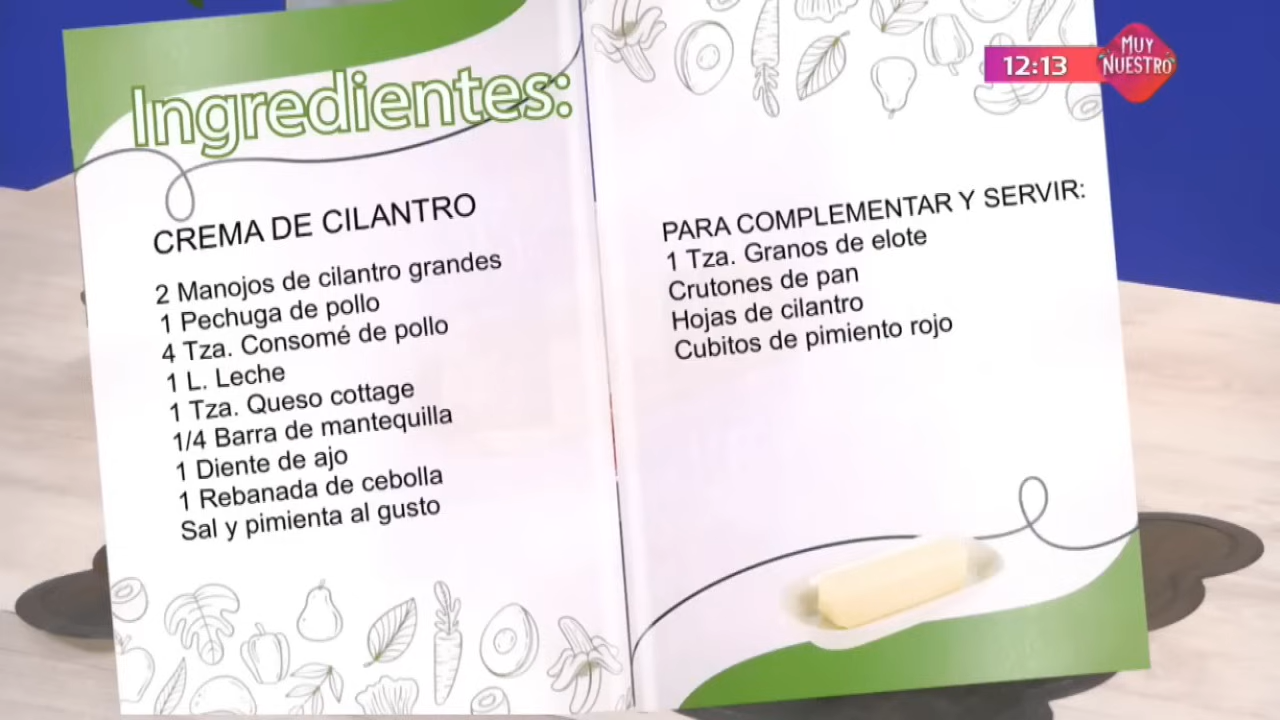 Ingredientes:
CREMA DE CILANTRO
2 Manojos de cilantro grandes
1 Pechuga de pollo
4 Tza. Consomé de pollo
1 L. Leche
1 Tza. Queso cottage
1/4 Barra de mantequilla
1 Diente de ajo
1 Rebanada de cebolla
Sal y pimienta al gusto
PARA COMPLEMENTAR Y SERVIR:
1 Tza. Granos de elote
Crutones de pan
Hojas de cilantro
Cubitos de pimiento rojo
12:13
MUY
NUESTRO